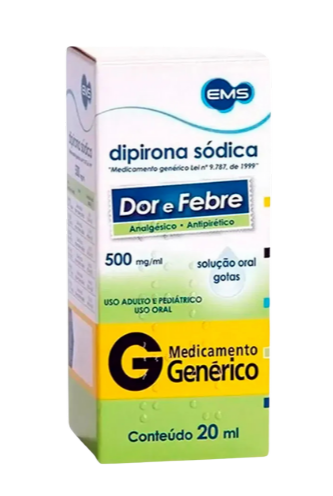 EMS
dipirona sódica
"Medicamento genérico Lei nº 9.787, de 1999"
Dor e Febre
Analgésico • Antipirético
500 mg/ml
solução oral
gotas
USO ADULTO E PEDIÁTRICO
USO ORAL
G Medicamento
Genérico
Conteúdo 20 ml